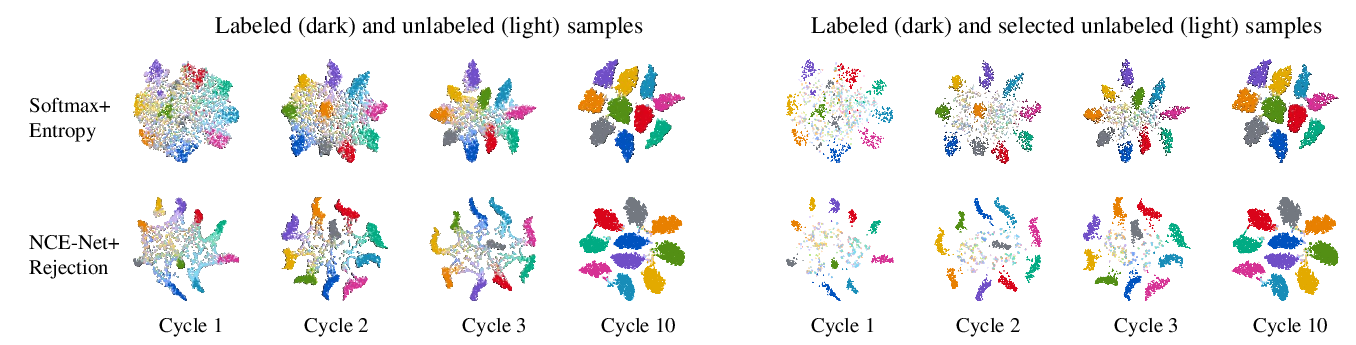 Labeled (dark) and unlabeled (light) samples
Labeled (dark) and selected unlabeled (light) samples
Softmax+
Entropy
NCE-Net+
Rejection
Cycle 1
Cycle 2
Cycle 3
Cycle 10
Cycle 1
Cycle 2
Cycle 3
Cycle 10